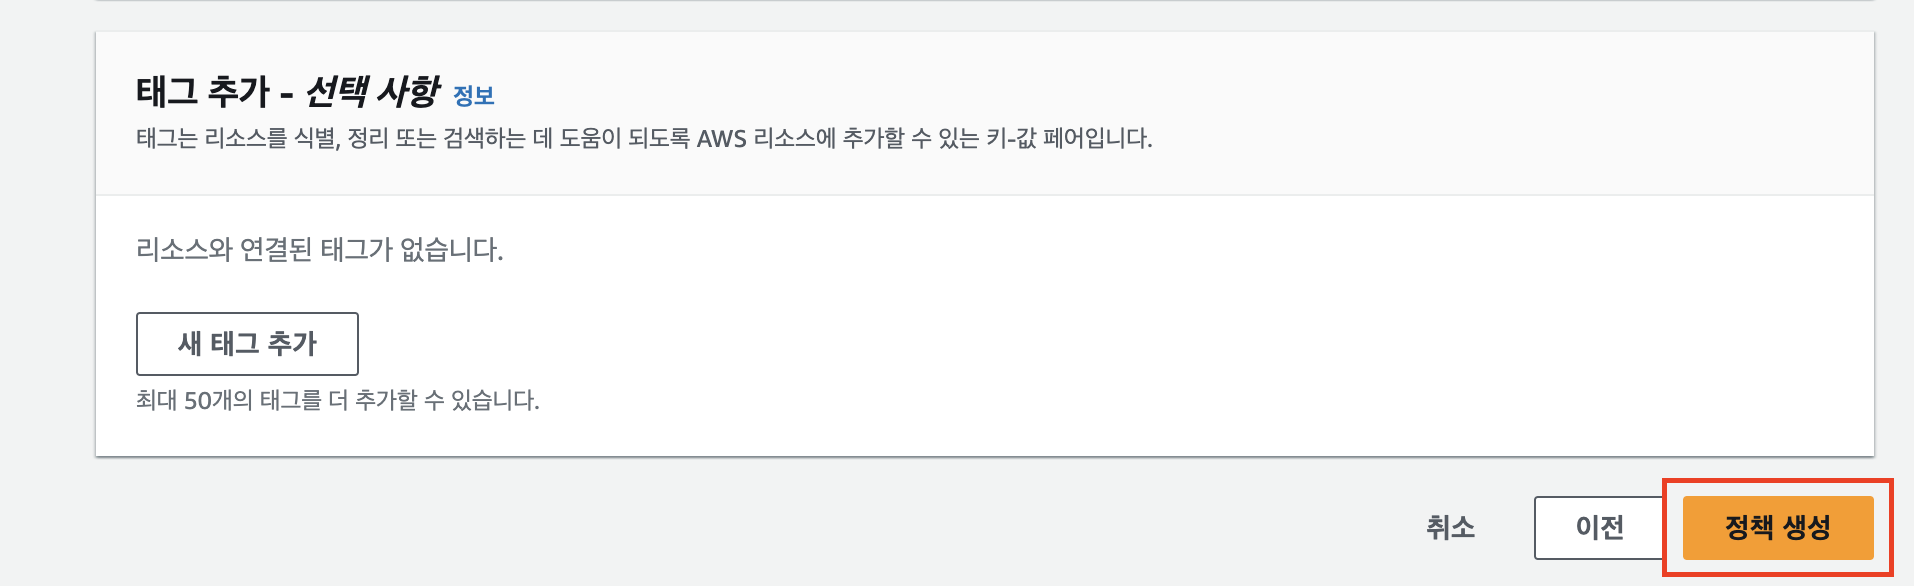 태그 추가 - 선택 사항 정보
태그는 리소스를 식별, 정리 또는 검색하는 데 도움이 되도록 AWS 리소스에 추가할 수 있는 키-값 페어입니다.
리소스와 연결된 태그가 없습니다.
새 태그 추가
최대 50개의 태그를 더 추가할 수 있습니다.
취소 이전 정책 생성